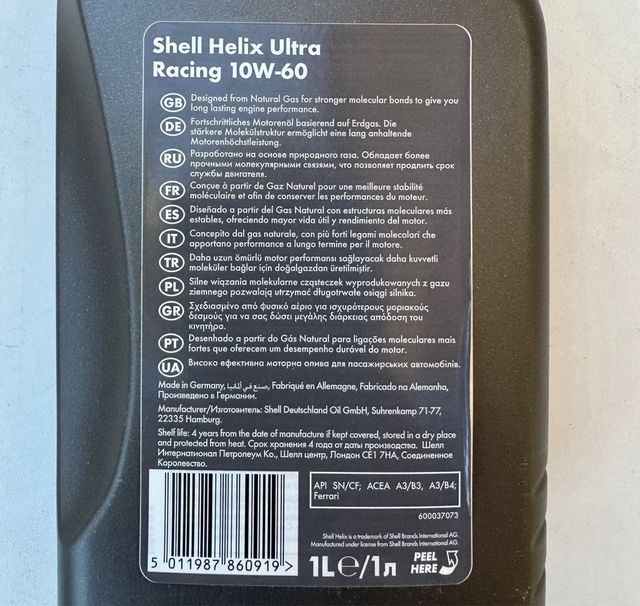 Shell Helix Ultra
Racing 10W-60
GB Designed from Natural Gas for stronger molecular bonds to give you
long lasting engine performance.
DE Fortschrittliches Motorenöl basierend auf Erdgas. Die
stärkere Molekülstruktur ermöglicht eine lang anhaltende
Motorenhöchstleistung.
RU Разработано на основе природного газа. Обладает более
прочными молекулярными связями, что позволяет продлить срок
службы двигателя.
FR Conçue à partir de Gaz Naturel pour une meilleure stabilité
moléculaire et afin de conserver les performances du moteur.
ES Diseñado a partir del Gas Natural con estructuras moleculares más
estables, ofreciendo mayor vida útil y rendimiento del motor.
IT Concepito dal gas naturale, con più forti legami molecolari che
apportano performance a lungo termine per il motore.
TR Daha uzun ömürlü motor performansı sağlayacak daha kuvvetli
moleküler bağlar için doğalgazdan üretilmiştir.
PL Silne wiązania molekularne cząsteczek wyprodukowanych z gazu
ziemnego pozwalają utrzymać długotrwałe osiągi silnika.
GR Σχεδιασμένο από φυσικό αέριο για ισχυρότερους μοριακούς
δεσμούς για να σας δώσει μεγάλης διάρκειας απόδοση του
κινητήρα.
PT Desenhado a partir do Gás Natural para ligações moleculares mais
fortes que oferecem um desempenho durável do motor.
UA Високо ефективна моторна олива для пасажирських автомобілів.
Made in Germany, صنع في ألمانيا, Fabriqué en Allemagne, Fabricado na Alemanha,
Произведено в Германии.
Manufacturer/Изготовитель: Shell Deutschland Oil GmbH, Suhrenkamp 71-77,
22335 Hamburg.
Shelf life: 4 years from the date of manufacture if kept covered, stored in a dry place
and protected from heat. Срок хранения 4 года от даты производства. Шелл
Интернатионал Петролеум Ко., Шелл центр, Лондон СЕ1 7НА, Соединенное
Королевство.
API SN/CF; ACEA A3/B3, A3/B4;
Ferrari
600037073
Shell Helix is a trademark of Shell Brands International AG.
Manufactured under license from Shell Brands International AG.
5 011987 860919 >
1L e/1л
PEEL
HERE